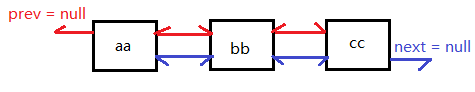 prev = null
aa
bb
cc
next = null